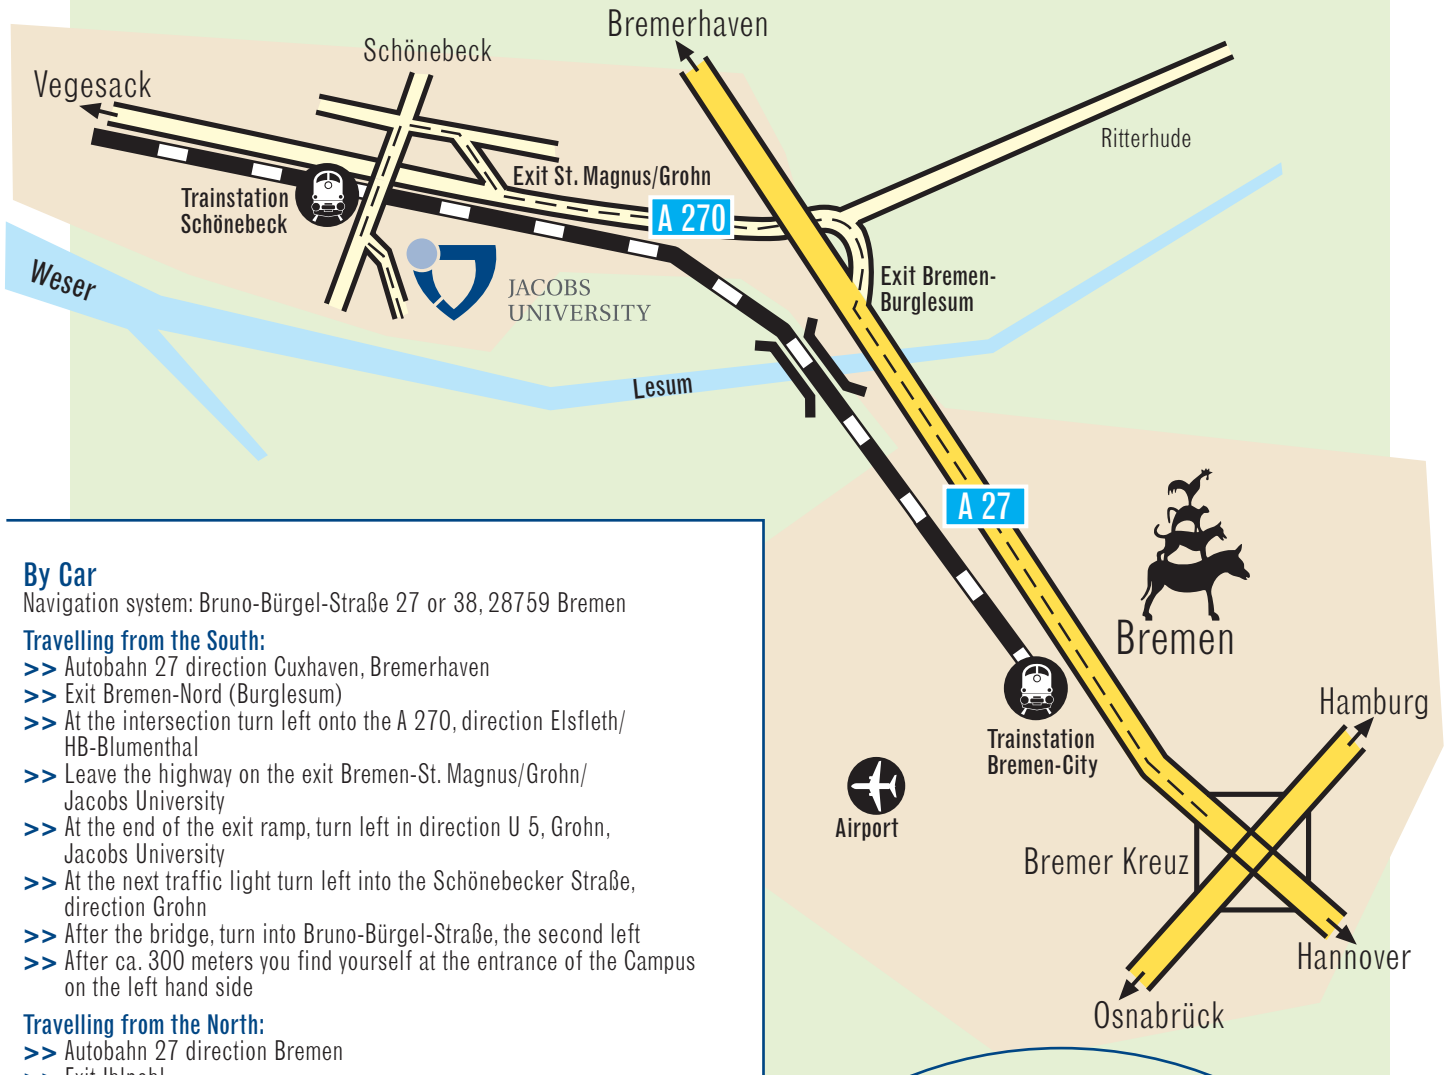 Bremerhaven
Schönebeck
Vegesack
Ritterhude
Exit St. Magnus/Grohn
Trainstation
Schönebeck
A 270
Weser
JACOBS
UNIVERSITY
Exit Bremen-
Burglesum
Lesum
A 27
Bremen
Hamburg
Trainstation
Bremen-City
Airport
Bremer Kreuz
Hannover
Osnabrück
By Car
Navigation system: Bruno-Bürgel-Straße 27 or 38, 28759 Bremen
Travelling from the South:
>> Autobahn 27 direction Cuxhaven, Bremerhaven
>> Exit Bremen-Nord (Burglesum)
>> At the intersection turn left onto the A 270, direction Elsfleth/
HB-Blumenthal
>> Leave the highway on the exit Bremen-St. Magnus/Grohn/
Jacobs University
>> At the end of the exit ramp, turn left in direction U 5, Grohn,
Jacobs University
>> At the next traffic light turn left into the Schönebecker Straße,
direction Grohn
>> After the bridge, turn into Bruno-Bürgel-Straße, the second left
>> After ca. 300 meters you find yourself at the entrance of the Campus
on the left hand side
Travelling from the North:
>> Autobahn 27 direction Bremen
>> Exit Ihlpohl